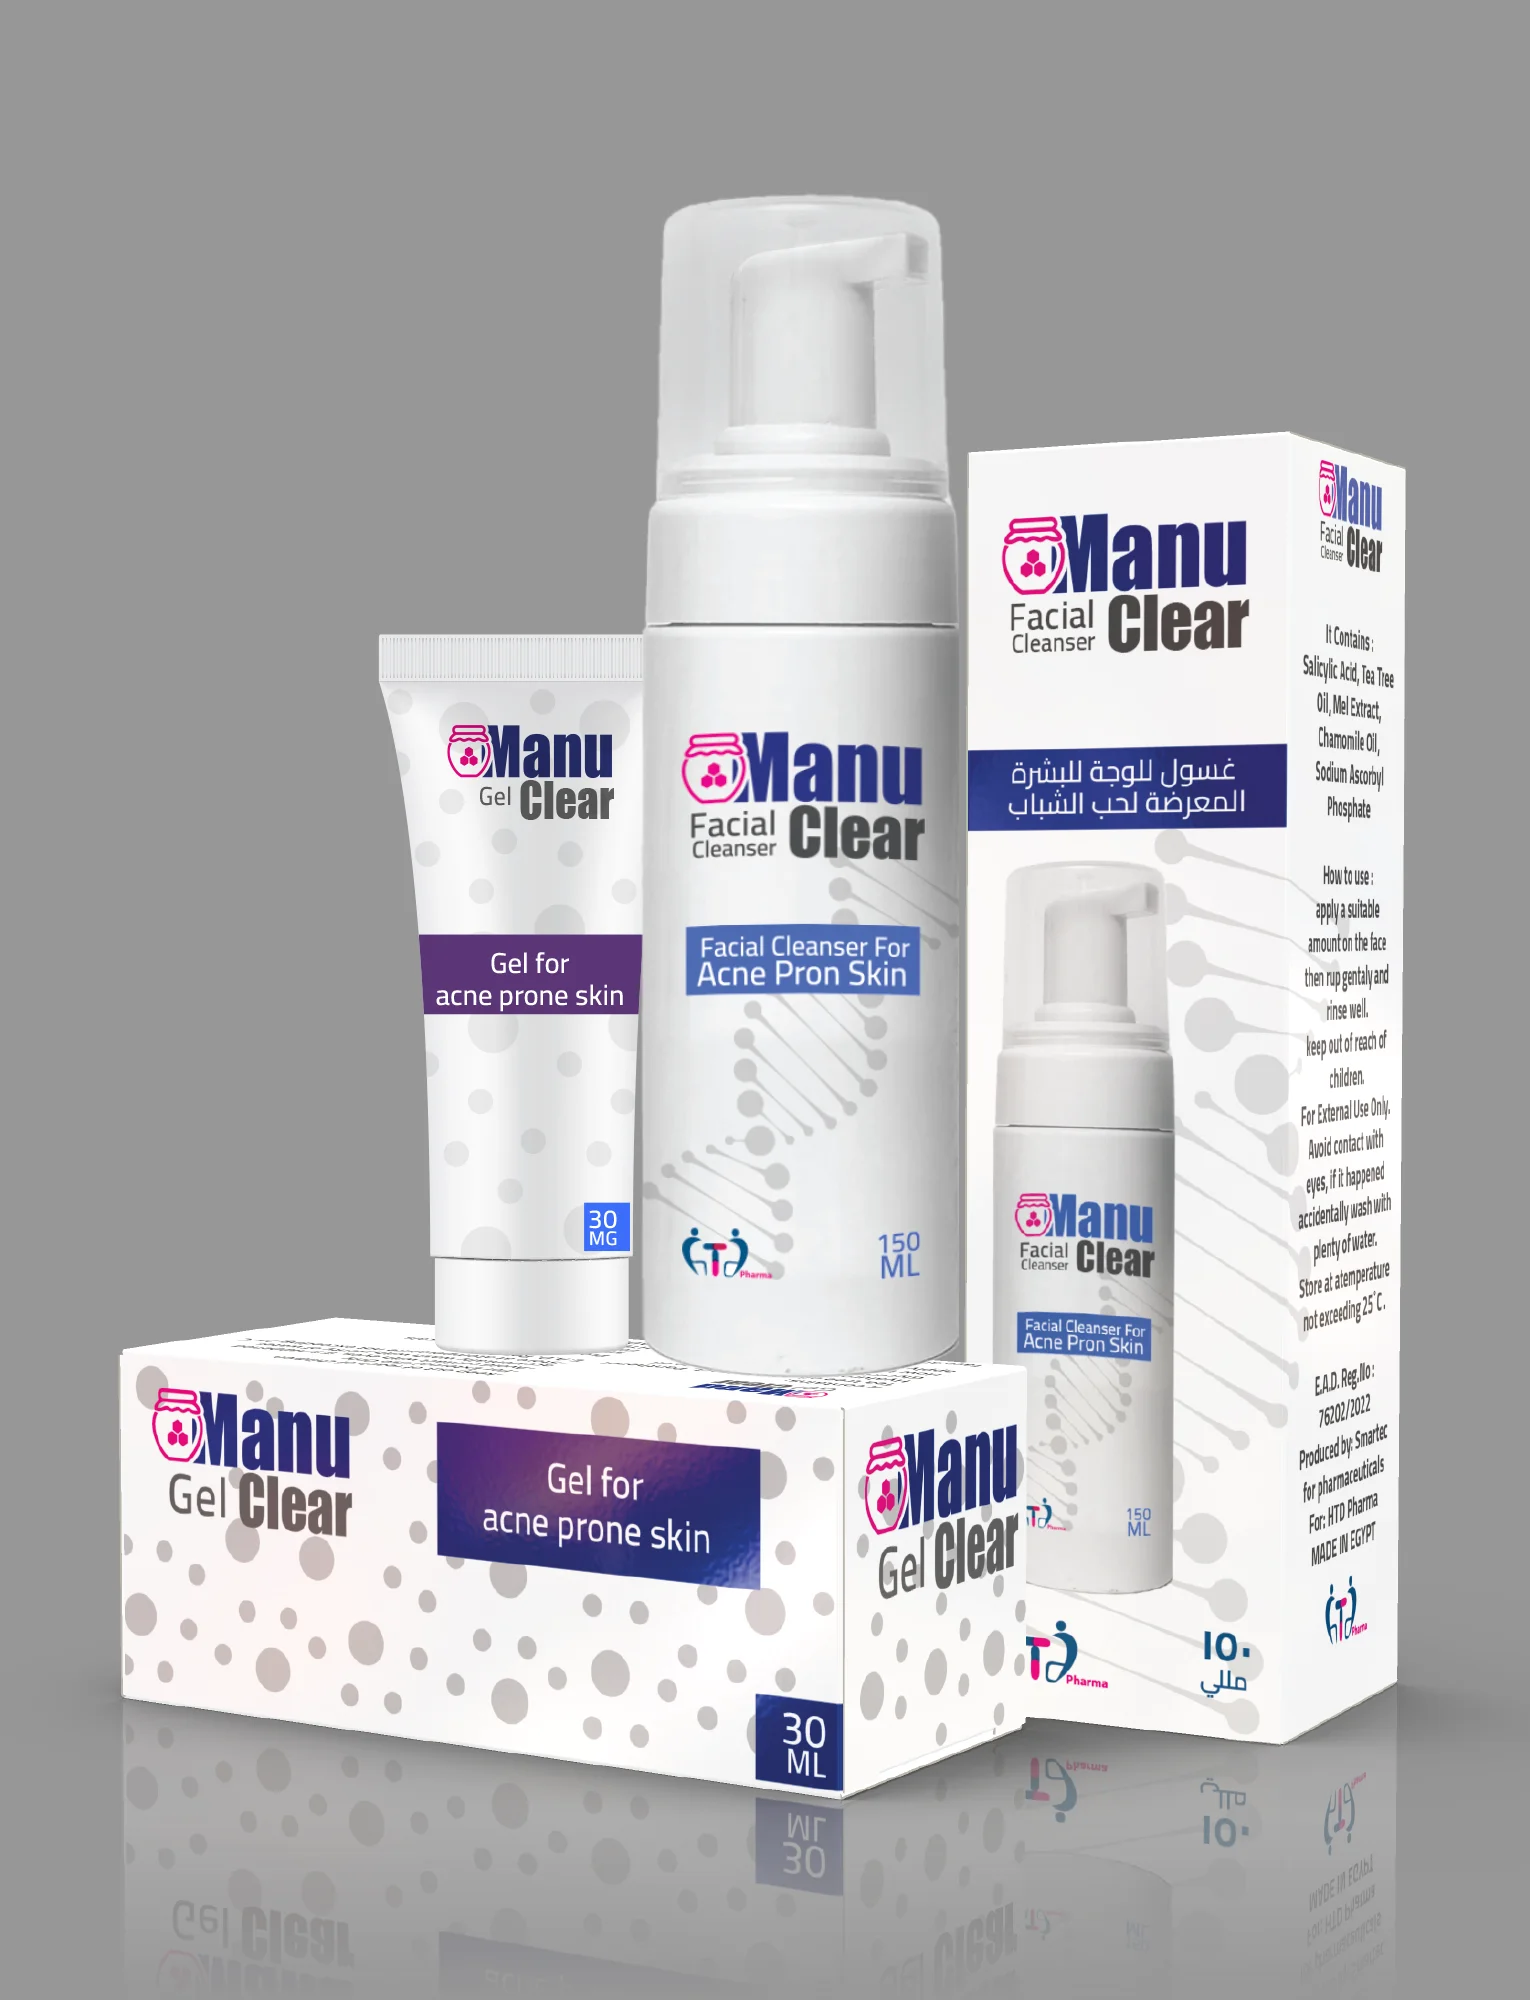 Manu
Gel Clear
Gel for
acne prone skin
30
MG
Manu
Facial
Cleanser
Clear
Facial Cleanser For
Acne Pron Skin
HTD Pharma
150
ML
Manu
Facial
Cleanser
Clear
غسول للوجة للبشرة
المعرضة لحب الشباب
Manu
Facial
Cleanser
Clear
Facial Cleanser For
Acne Pron Skin
TD Pharma
150
ML
TD Pharma
١٥٠
مللي
Manu
Facial
Cleanser
Clear
It Contains :
Salicylic Acid, Tea Tree
Oil, Mel Extract,
Chamomile Oil,
Sodium Ascorbyl
Phosphate
How to use :
apply a suitable
amount on the face
then rup gentaly and
rinse well.
keep out of reach of
children.
For External Use Only.
Avoid contact with
eyes, if it happened
accidentally wash with
plenty of water.
Store at atemperature
not exceeding 25°C.
E.A.D. Reg.No :
76202/2022
Produced by: Smartec
for pharmaceuticals
For: HTD Pharma
MADE IN EGYPT
HTD Pharma
Manu
Gel Clear
Gel for
acne prone skin
30
ML
Manu
Gel Clear